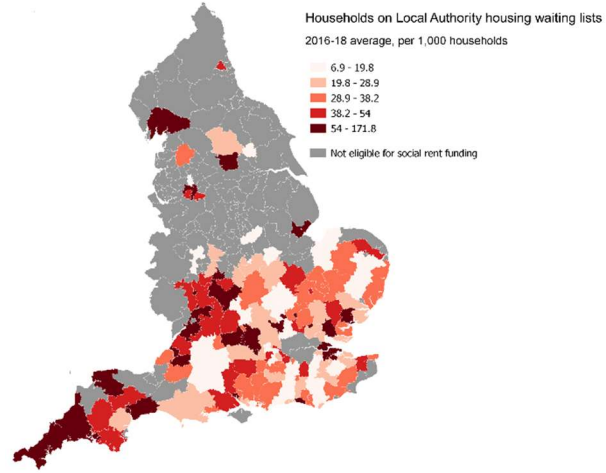 Households on Local Authority housing waiting lists
2016-18 average, per 1,000 households
6.9 - 19.8
19.8 - 28.9
28.9 - 38.2
38.2 - 54
54 - 171.8
Not eligible for social rent funding